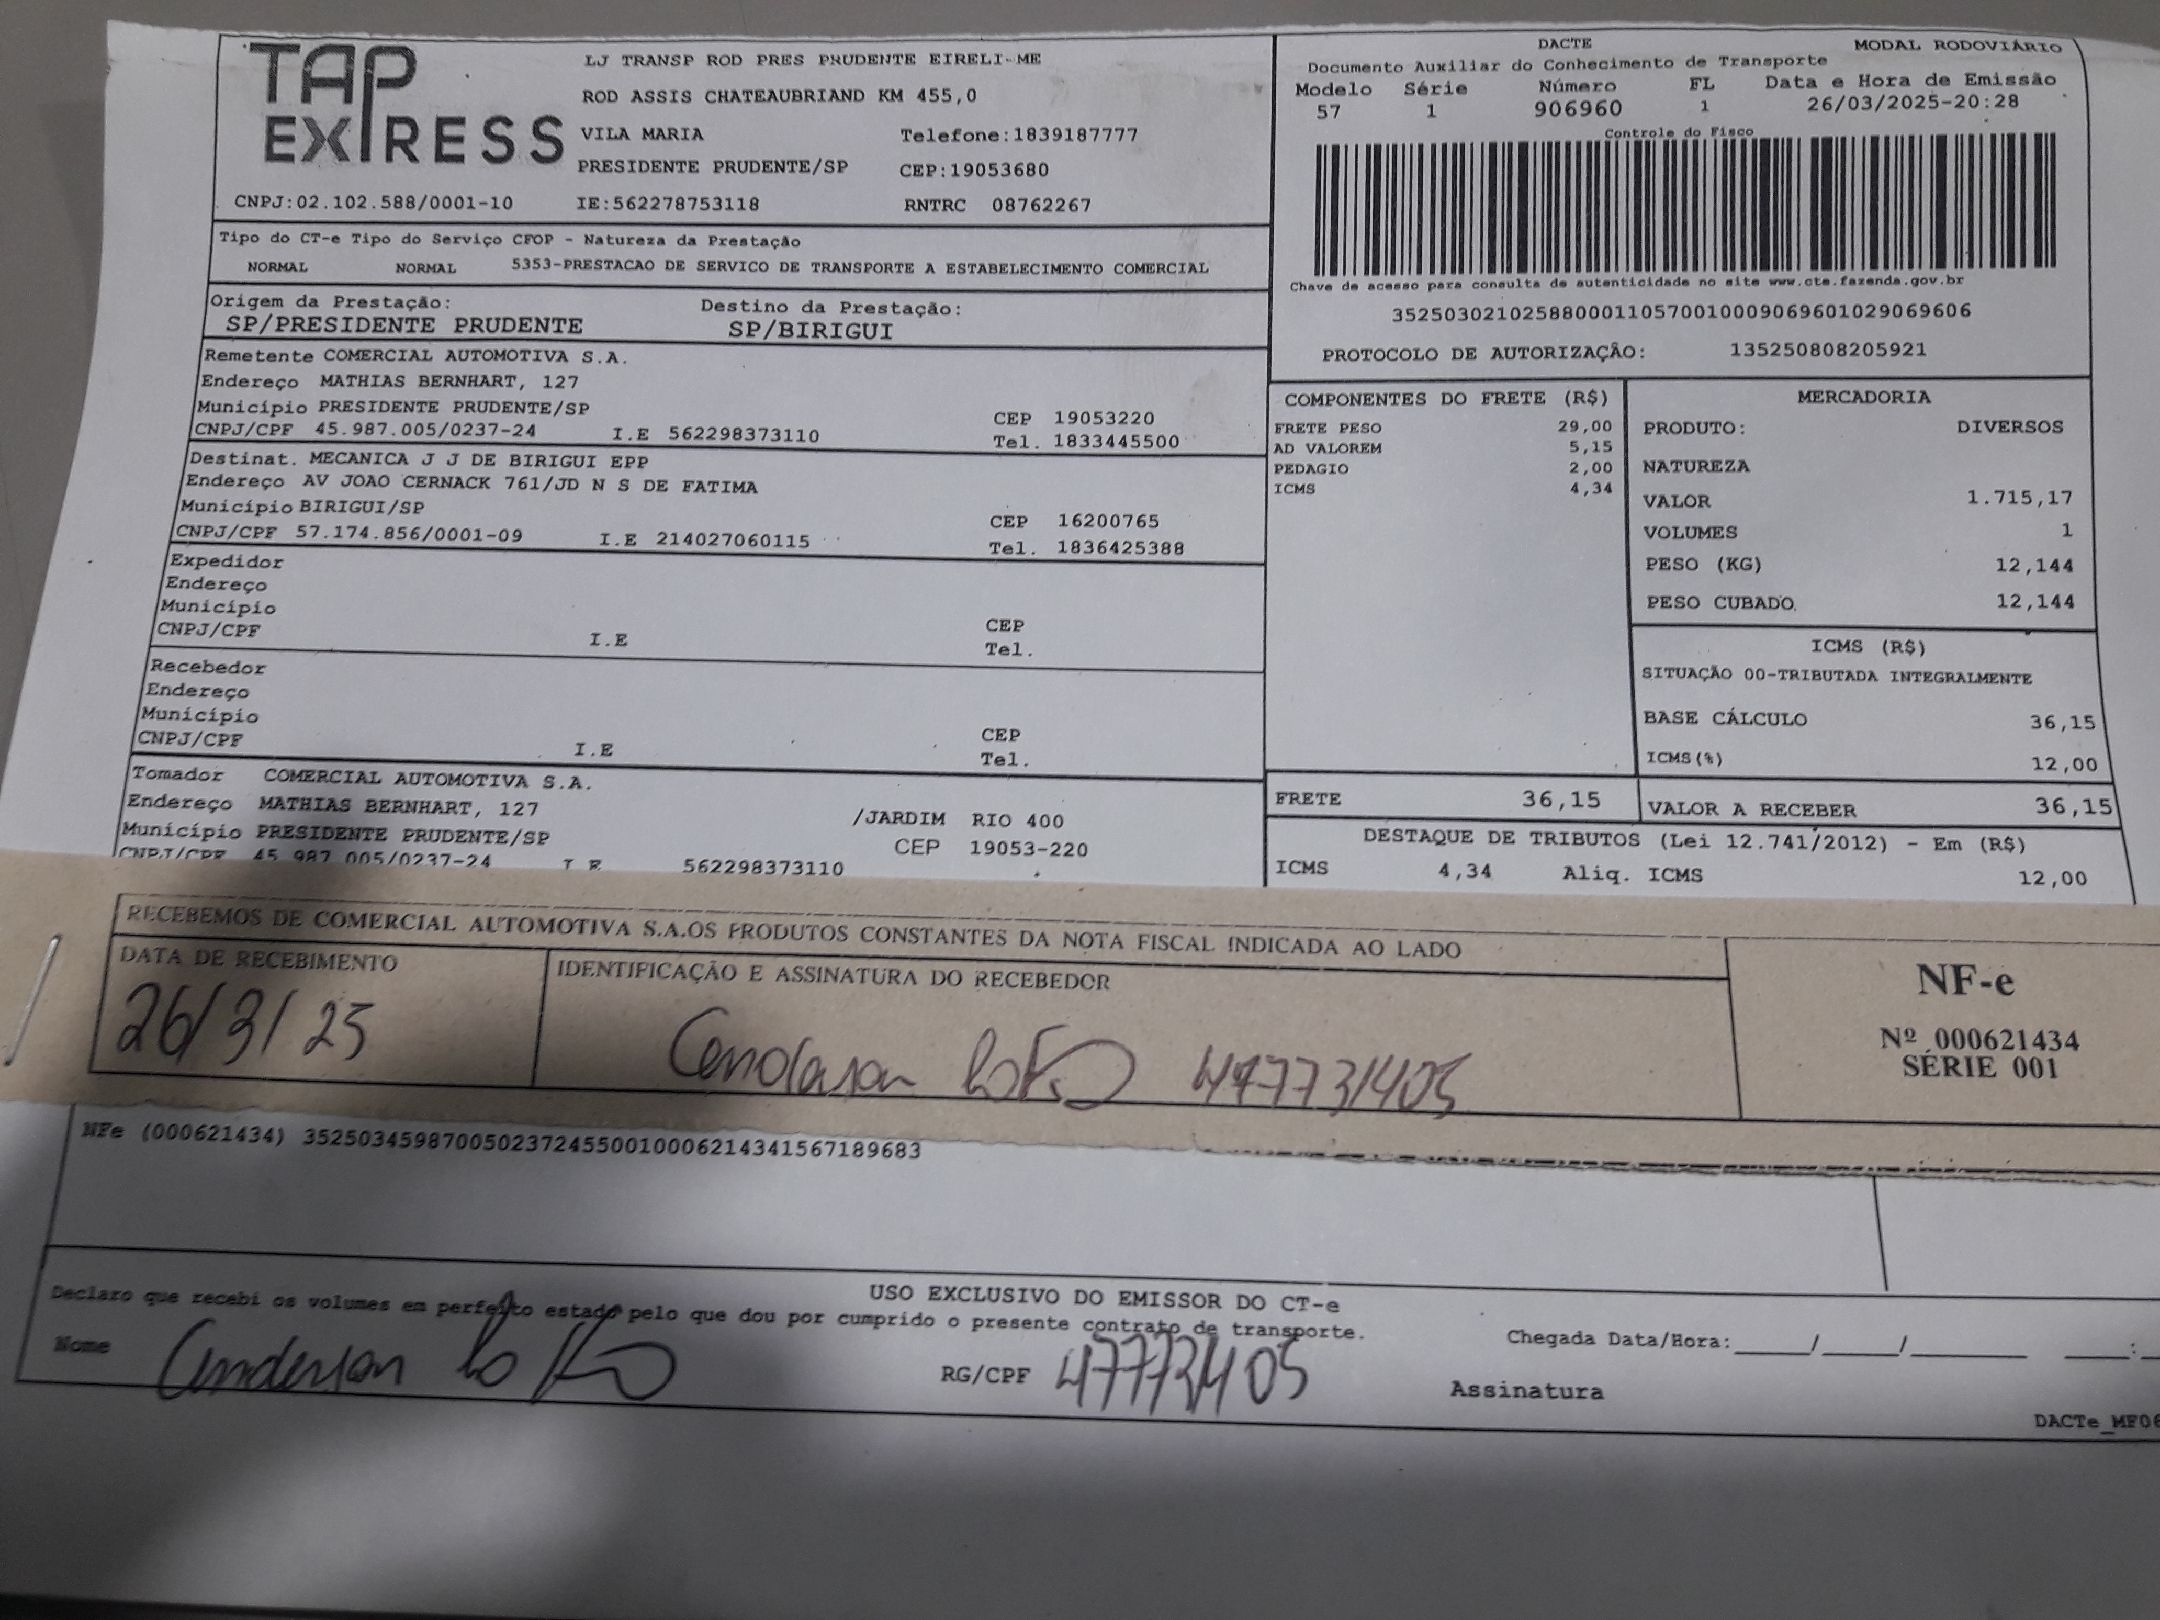 TAP EXPRESS
LJ TRANSP ROD PRES PRUDENTE EIRELI-ME
ROD ASSIS CHATEAUBRIAND KM 455,0
VILA MARIA Telefone:1839187777
PRESIDENTE PRUDENTE/SP CEP:19053680
CNPJ:02.102.588/0001-10 IE:562278753118 RNTRC 08762267
DACTE MODAL RODOVIÁRIO
Documento Auxiliar do Conhecimento de Transporte
Modelo Série Número FL Data e Hora de Emissão
57 1 906960 1 26/03/2025-20:28
Controle do Fisco
Chave de acesso para consulta de autenticidade no site www.cte.fazenda.gov.br
35250302102588000110570010009069601029069606
PROTOCOLO DE AUTORIZAÇÃO: 135250808205921
Tipo do CT-e Tipo do Serviço CFOP - Natureza da Prestação
NORMAL NORMAL 5353-PRESTACAO DE SERVICO DE TRANSPORTE A ESTABELECIMENTO COMERCIAL
Origem da Prestação: Destino da Prestação:
SP/PRESIDENTE PRUDENTE SP/BIRIGUI
Remetente COMERCIAL AUTOMOTIVA S.A.
Endereço MATHIAS BERNHART, 127
Município PRESIDENTE PRUDENTE/SP CEP 19053220
CNPJ/CPF 45.987.005/0237-24 I.E 562298373110 Tel. 1833445500
Destinat. MECANICA J J DE BIRIGUI EPP
Endereço AV JOAO CERNACK 761/JD N S DE FATIMA
Município BIRIGUI/SP CEP 16200765
CNPJ/CPF 57.174.856/0001-09 I.E 214027060115 Tel. 1836425388
Expedidor
Endereço
Município CEP
CNPJ/CPF I.E Tel.
Recebedor
Endereço
Município CEP
CNPJ/CPF I.E Tel.
Tomador COMERCIAL AUTOMOTIVA S.A.
Endereço MATHIAS BERNHART, 127 /JARDIM RIO 400
Município PRESIDENTE PRUDENTE/SP CEP 19053-220
CNPJ/CPF 45.987.005/0237-24 I.E 562298373110
COMPONENTES DO FRETE (R$)
FRETE PESO 29,00
AD VALOREM 5,15
PEDAGIO 2,00
ICMS 4,34
MERCADORIA
PRODUTO: DIVERSOS
NATUREZA
VALOR 1.715,17
VOLUMES 1
PESO (KG) 12,144
PESO CUBADO 12,144
ICMS (R$)
SITUAÇÃO 00-TRIBUTADA INTEGRALMENTE
BASE CÁLCULO 36,15
ICMS(%) 12,00
FRETE 36,15 VALOR A RECEBER 36,15
DESTAQUE DE TRIBUTOS (Lei 12.741/2012) - Em (R$)
ICMS 4,34 Aliq. ICMS 12,00
RECEBEMOS DE COMERCIAL AUTOMOTIVA S.A.OS PRODUTOS CONSTANTES DA NOTA FISCAL INDICADA AO LADO
DATA DE RECEBIMENTO IDENTIFICAÇÃO E ASSINATURA DO RECEBEDOR
26/3/25 477731405
NF-e
Nº 000621434
SÉRIE 001
NFe (000621434) 35250345987005023724550010006214341567189683
USO EXCLUSIVO DO EMISSOR DO CT-e
Declaro que recebi os volumes em perfeito estado pelo que dou por cumprido o presente contrato de transporte.
Nome Anderson RG/CPF Chegada Data/Hora:_____/_____/_______ ____:
Assinatura